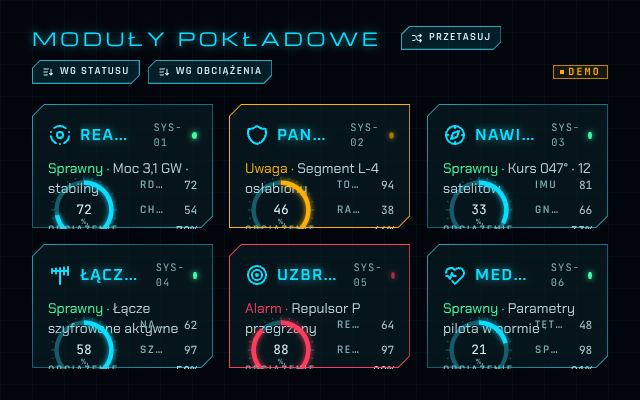 MODUŁY POKŁADOWE
PRZETASUJ
WG STATUSU
WG OBCIĄŻENIA
DEMO
REA...
SYS-
01
Sprawny · Moc 3,1 GW ·
stabilny
72
%
RD... 72
CH... 54
PAN...
SYS-
02
Uwaga · Segment L-4
osłabiony
46
%
TO... 94
RA... 38
NAWI...
SYS-
03
Sprawny · Kurs 047° · 12
satelitów
33
%
IMU 81
GN... 66
ŁĄCZ...
SYS-
04
Sprawny · Łącze
szyfrowane aktywne
58
%
62
SZ... 97
UZBR...
SYS-
05
Alarm · Repulsor P
przegrzany
88
%
RE... 64
RE... 97
MED...
SYS-
06
Sprawny · Parametry
pilota w normie
21
%
TĘT... 48
SP... 98